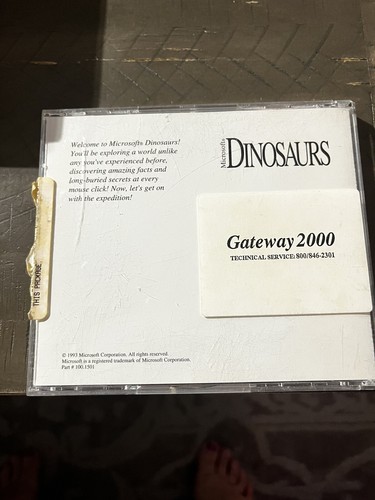 Welcome to Microsoft® Dinosaurs!
You'll be exploring a world unlike
any you've experienced before,
discovering amazing facts and
long-buried secrets at every
mouse click! Now, let's get on
with the expedition!
Microsoft®
DINOSAURS
Gateway 2000
TECHNICAL SERVICE: 800/846-2301
THIS PACKAGE
© 1993 Microsoft Corporation. All rights reserved.
Microsoft is a registered trademark of Microsoft Corporation.
Part # 100.1501